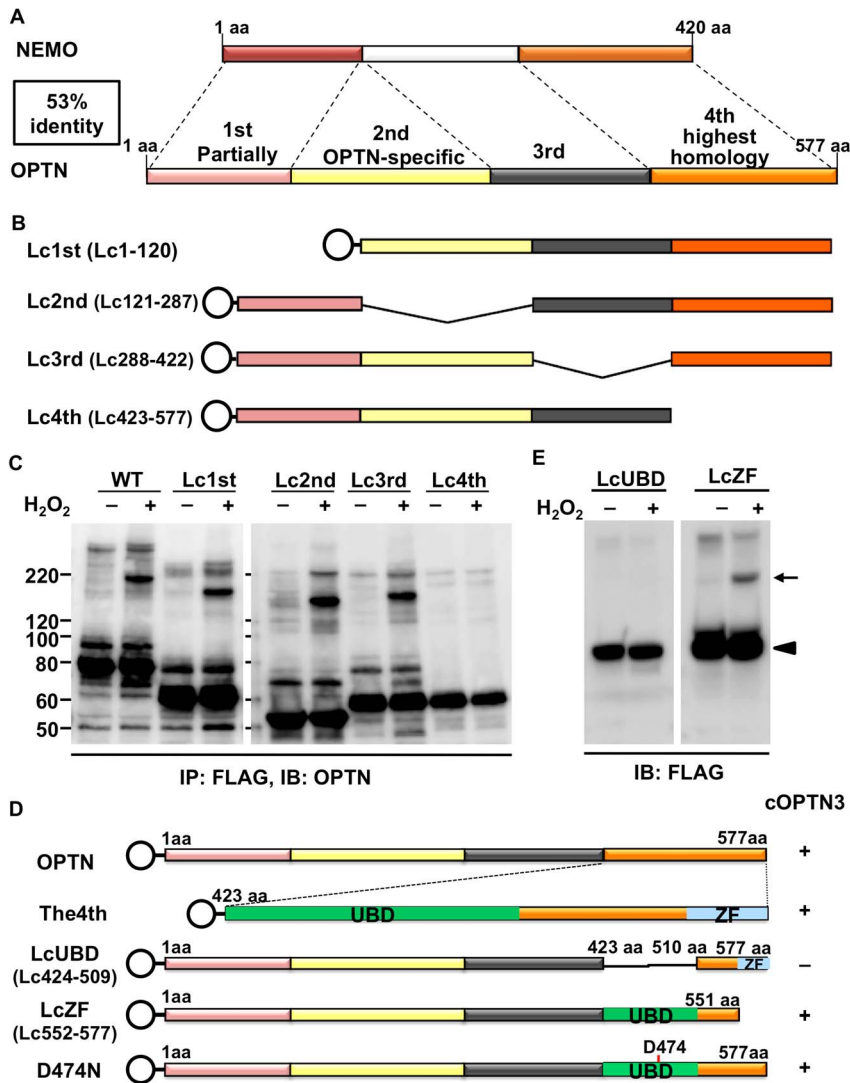 A
1 aa 420 aa
NEMO
53%
identity
1 aa 1st
Partially
2nd
OPTN-specific
3rd
4th
highest
homology
577 aa
OPTN
B
Lc1st (Lc1-120)
Lc2nd (Lc121-287)
Lc3rd (Lc288-422)
Lc4th (Lc423-577)
C
WT Lc1st Lc2nd Lc3rd Lc4th
H₂O₂ – + – + – + – + – +
220
120
100
80
60
50
IP: FLAG, IB: OPTN
E
LcUBD LcZF
H₂O₂ – + – +
IB: FLAG
cOPTN3
D
1aa 577aa
OPTN +
423 aa
The4th UBD ZF +
1aa 423 aa 510 aa 577 aa
LcUBD ZF –
(Lc424-509)
1aa 551 aa
LcZF UBD +
(Lc552-577)
1aa D474 577aa
D474N UBD +